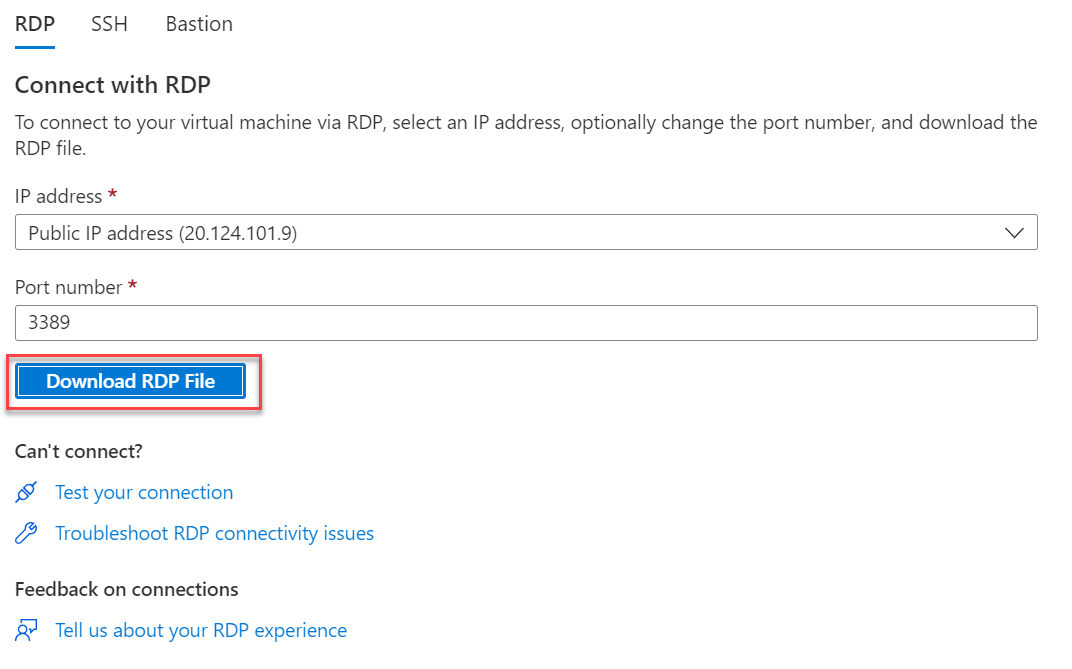 RDP SSH Bastion
Connect with RDP
To connect to your virtual machine via RDP, select an IP address, optionally change the port number, and download the
RDP file.
IP address *
Public IP address (20.124.101.9)
Port number *
3389
Download RDP File
Can't connect?
Test your connection
Troubleshoot RDP connectivity issues
Feedback on connections
Tell us about your RDP experience